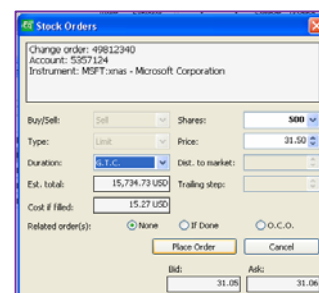 Stock Orders
Change order: 49812340
Account: 5357124
Instrument: MSFT:xnas - Microsoft Corporation
Buy/Sell: Sell Shares: 500
Type: Limit Price: 31.50
Duration: G.T.C. Dist. to market:
Est. total: 15,734.73 USD Trailing step:
Cost if filled: 15.27 USD
Related order(s): None If Done O.C.O.
Place Order Cancel
Bid: Ask:
31.05 31.06